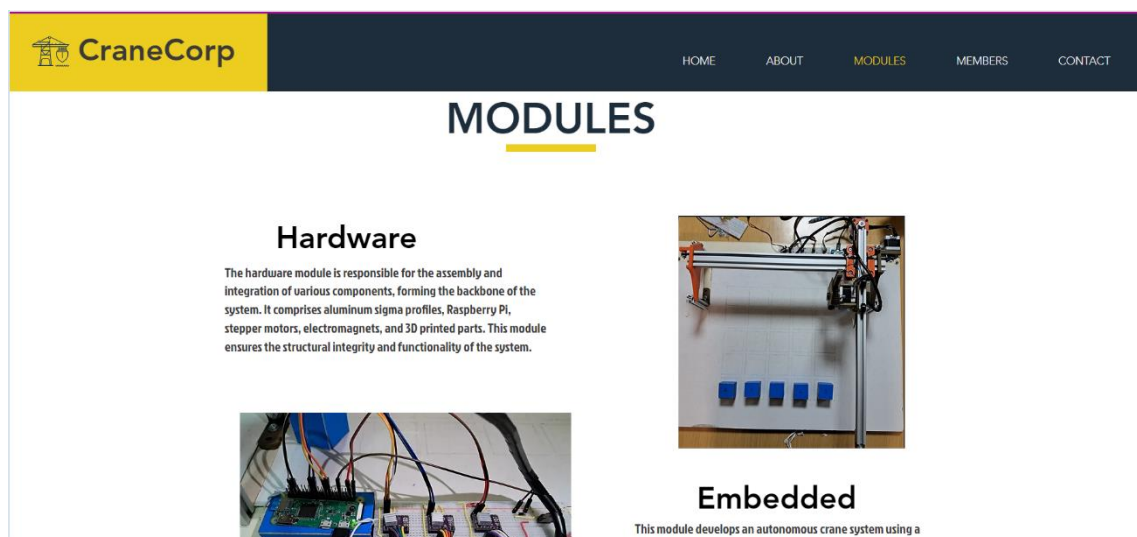 CraneCorp
HOME ABOUT MODULES MEMBERS CONTACT
MODULES
Hardware
The hardware module is responsible for the assembly and
integration of various components, forming the backbone of the
system. It comprises aluminum sigma profiles, Raspberry Pi,
stepper motors, electromagnets, and 3D printed parts. This module
ensures the structural integrity and functionality of the system.
Embedded
This module develops an autonomous crane system using a